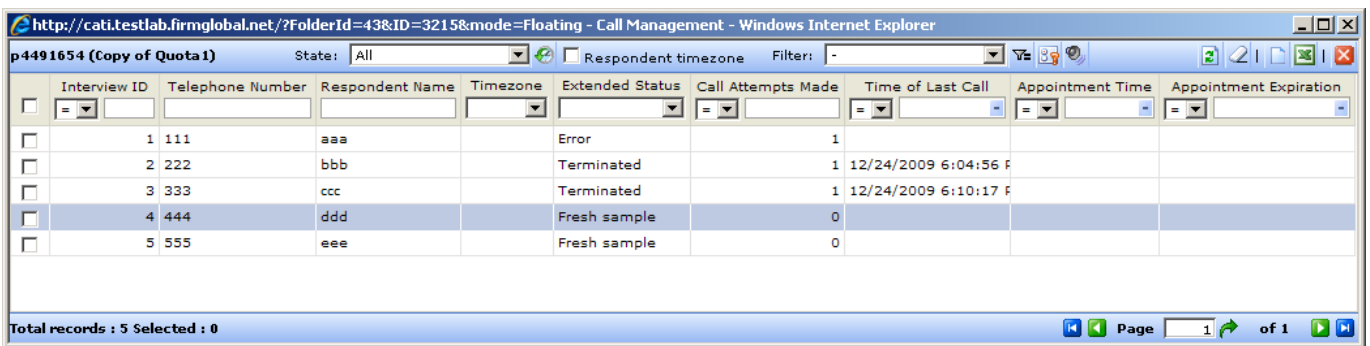 http://cati.testlab.firmglobal.net/?FolderId=43&ID=3215&mode=Floating - Call Management - Windows Internet Explorer
p4491654 (Copy of Quota1) State: All Respondent timezone Filter: -
Interview ID Telephone Number Respondent Name Timezone Extended Status Call Attempts Made Time of Last Call Appointment Time Appointment Expiration
= = = = =
1 111 aaa Error 1
2 222 bbb Terminated 1 12/24/2009 6:04:56 P
3 333 ccc Terminated 1 12/24/2009 6:10:17 P
4 444 ddd Fresh sample 0
5 555 eee Fresh sample 0
Total records : 5 Selected : 0 Page 1 of 1